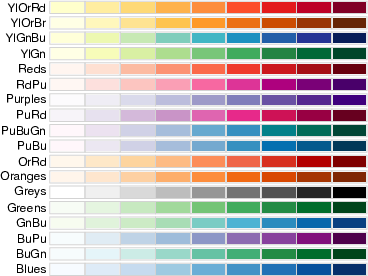 YlOrRd
YlOrBr
YlGnBu
YlGn
Reds
RdPu
Purples
PuRd
PuBuGn
PuBu
OrRd
Oranges
Greys
Greens
GnBu
BuPu
BuGn
Blues